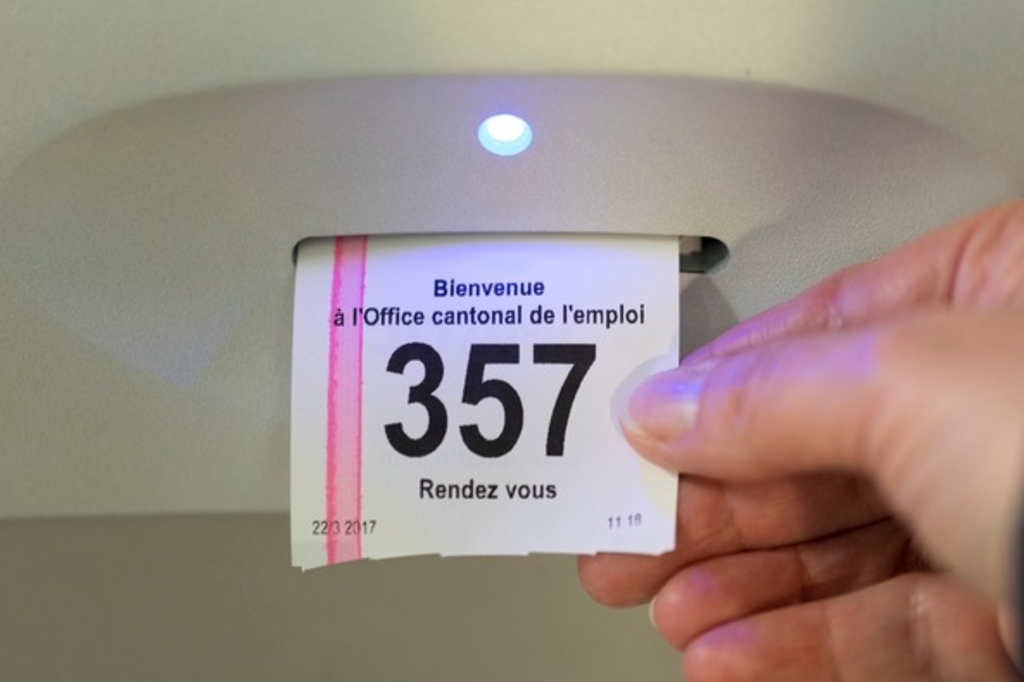 Bienvenue
à l'Office cantonal de l'emploi
357
Rendez vous
22/3 2017 11:18